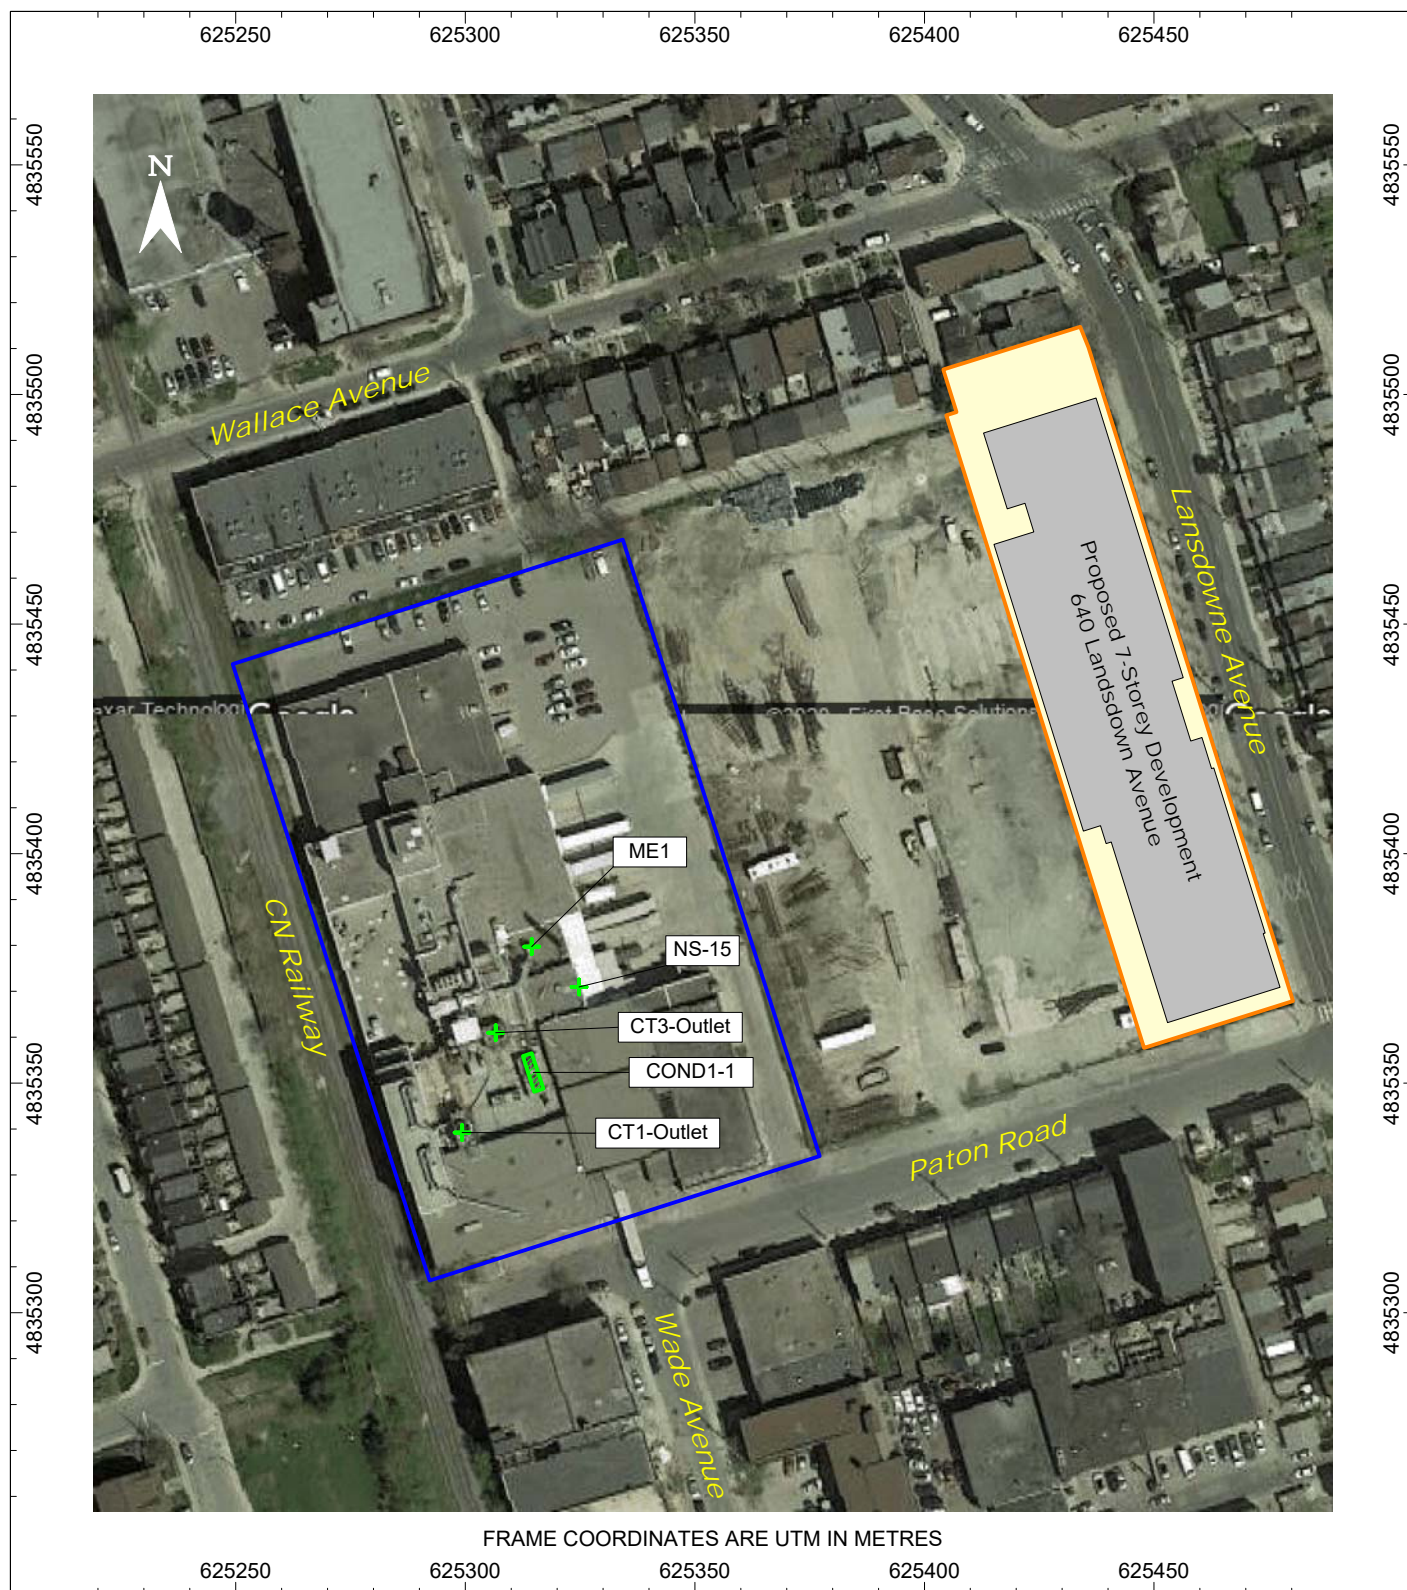 625250 625300 625350 625400 625450
4835550 4835550
N
Wallace Avenue
4835500 4835500
Lansdowne Avenue
Proposed 7-Storey Development
640 Landsdown Avenue
4835450 4835450
Google
Google
4835400 4835400
ME1
CN Railway
NS-15
CT3-Outlet
COND1-1
4835350 4835350
CT1-Outlet
Paton Road
4835300 4835300
Wade Avenue
FRAME COORDINATES ARE UTM IN METRES
625250 625300 625350 625400 625450